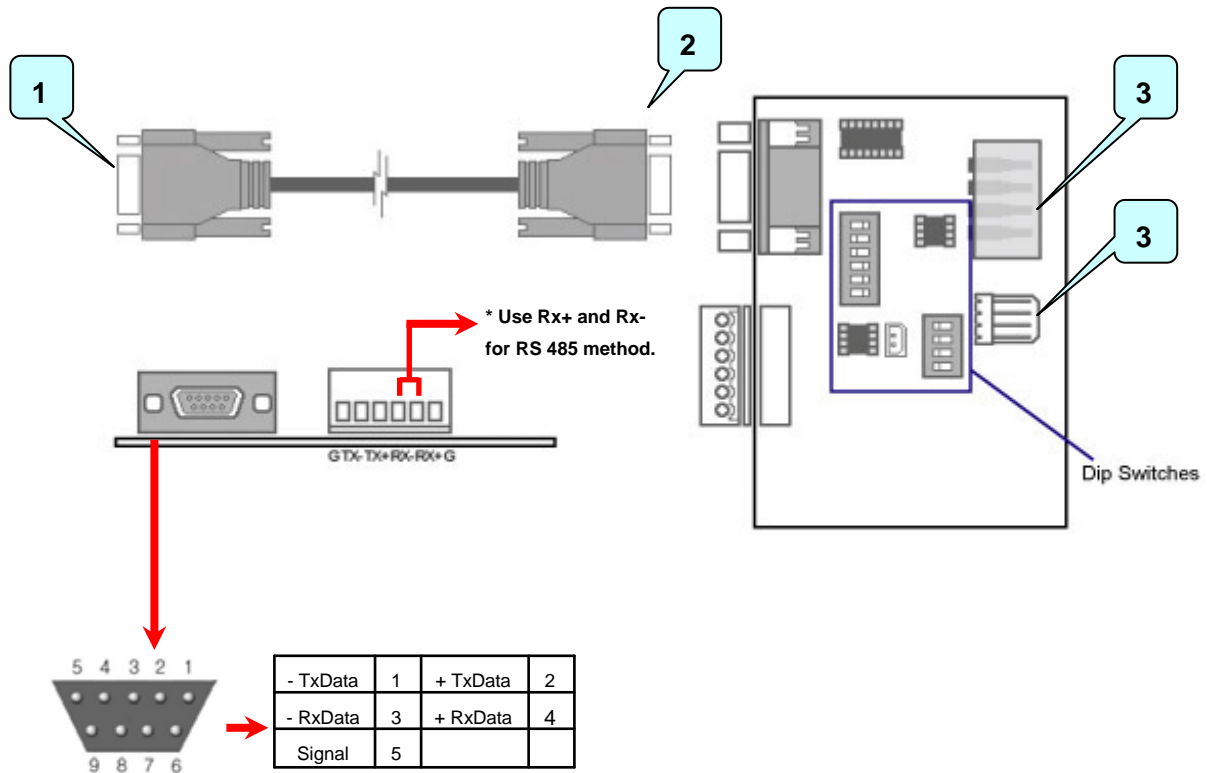 1
2
3
3
* Use Rx+ and Rx-
for RS 485 method.
G TX- TX+ RX- RX+ G
Dip Switches
5 4 3 2 1
9 8 7 6
- TxData 1 + TxData 2
- RxData 3 + RxData 4
Signal 5